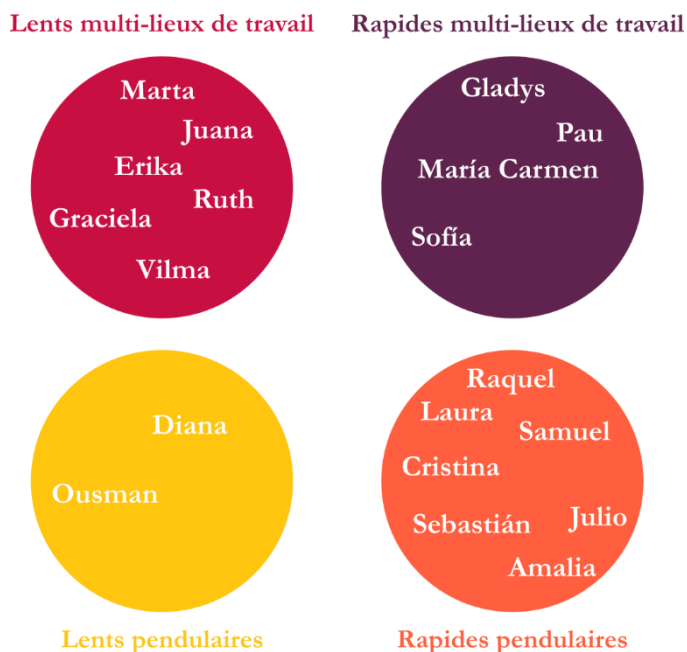 Lents multi-lieux de travail
Marta
Juana
Erika
Ruth
Graciela
Vilma
Rapides multi-lieux de travail
Gladys
Pau
María Carmen
Sofía
Diana
Ousman
Lents pendulaires
Raquel
Laura
Samuel
Cristina
Julio
Sebastián
Amalia
Rapides pendulaires